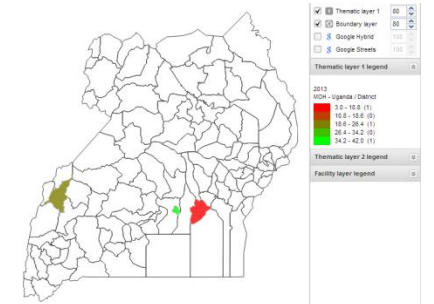 Thematic layer 1 80
Boundary layer 80
Google Hybrid 100
Google Streets 100
Thematic layer 1 legend
2013
MOH - Uganda / District
3.0 - 10.8 (1)
10.8 - 18.6 (0)
18.6 - 26.4 (1)
26.4 - 34.2 (0)
34.2 - 42.0 (1)
Thematic layer 2 legend
Facility layer legend